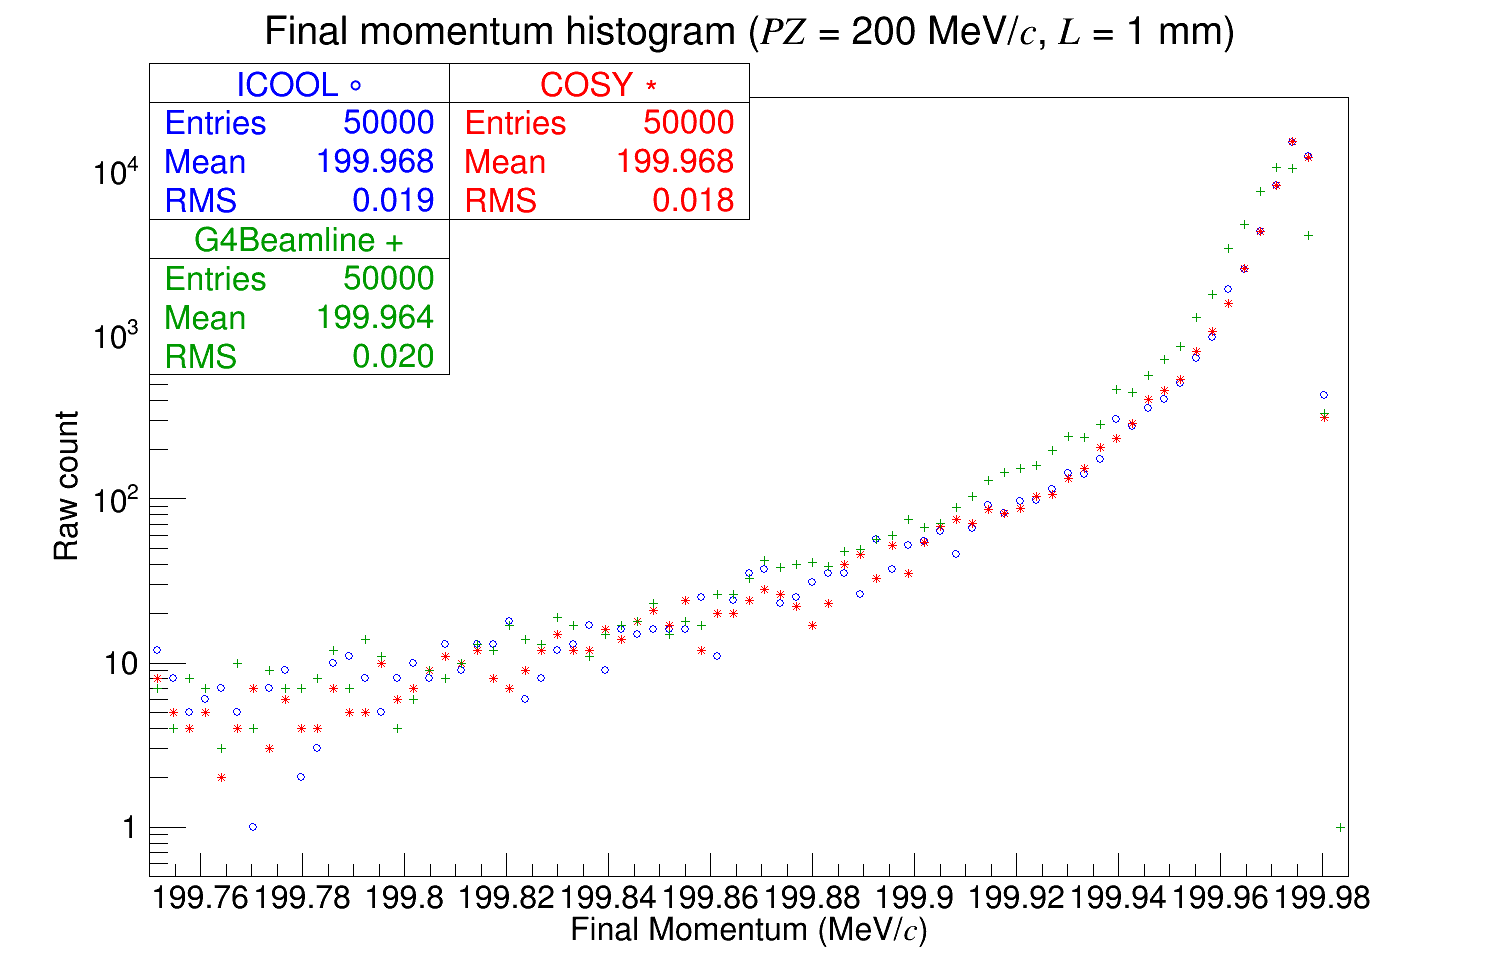 Final momentum histogram (PZ = 200 MeV/c, L = 1 mm)
ICOOL ∘
Entries 50000
Mean 199.968
RMS 0.019
COSY *
Entries 50000
Mean 199.968
RMS 0.018
G4Beamline +
Entries 50000
Mean 199.964
RMS 0.020
Raw count
10⁴
10³
10²
10
1
199.76 199.78 199.8 199.82 199.84 199.86 199.88 199.9 199.92 199.94 199.96 199.98
Final Momentum (MeV/c)